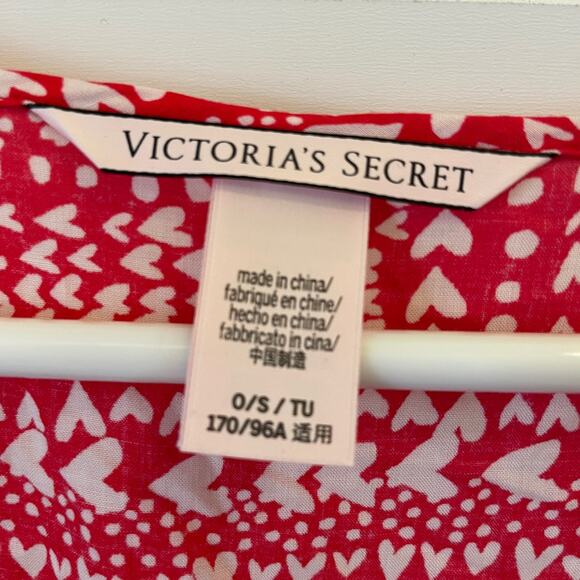 VICTORIA'S SECRET
made in china/
fabriqué en chine/
hecho en china/
fabbricato in cina/
中国制造
O/S / TU
170/96A 适用